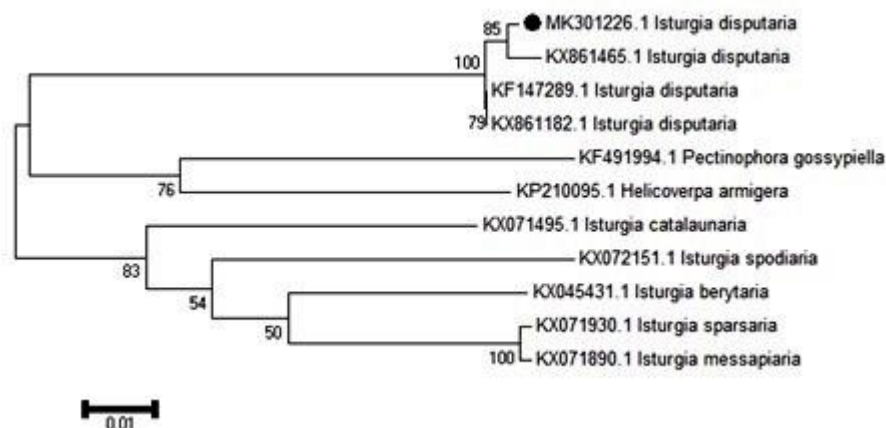 85
MK301226.1 Isturgia disputaria
KX861465.1 Isturgia disputaria
100
KF147289.1 Isturgia disputaria
79
KX861182.1 Isturgia disputaria
KF491994.1 Pectinophora gossypiella
76
KP210095.1 Helicoverpa armigera
KX071495.1 Isturgia catalaunaria
83
KX072151.1 Isturgia spodiaria
54
KX045431.1 Isturgia berytaria
50
KX071930.1 Isturgia sparsaria
100
KX071890.1 Isturgia messapiaria
0.01